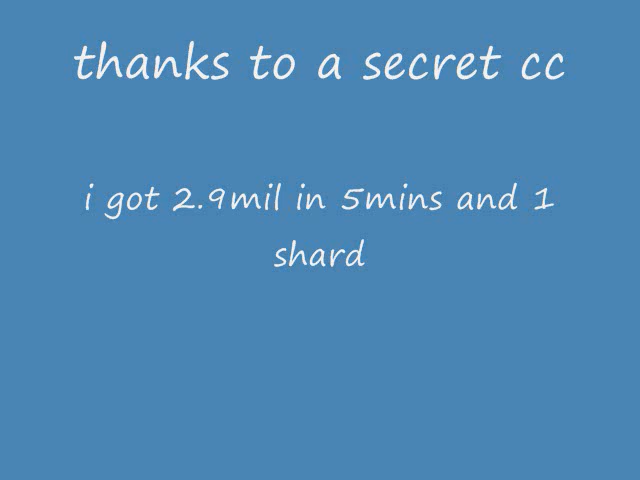 thanks to a secret cc
i got 2.9mil in 5mins and 1
shard